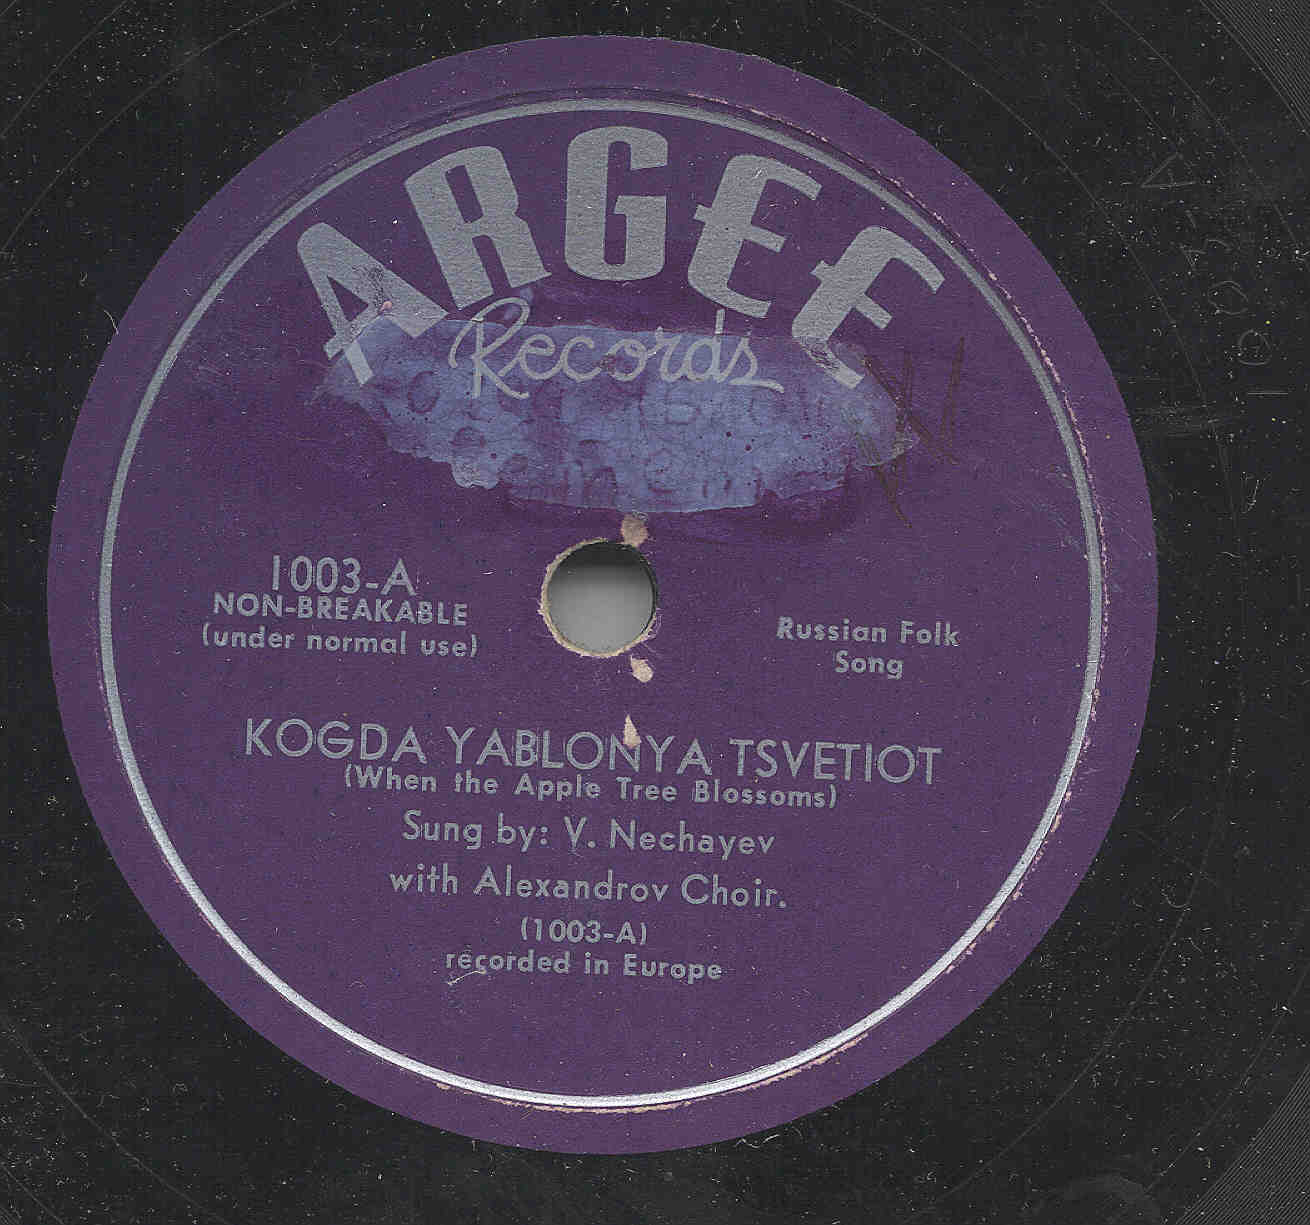 ARGEE
Records
1003-A
NON-BREAKABLE
(under normal use)
Russian Folk
Song
KOGDA YABLONYA TSVETIOT
(When the Apple Tree Blossoms)
Sung by: V. Nechayev
with Alexandrov Choir.
(1003-A)
recorded in Europe